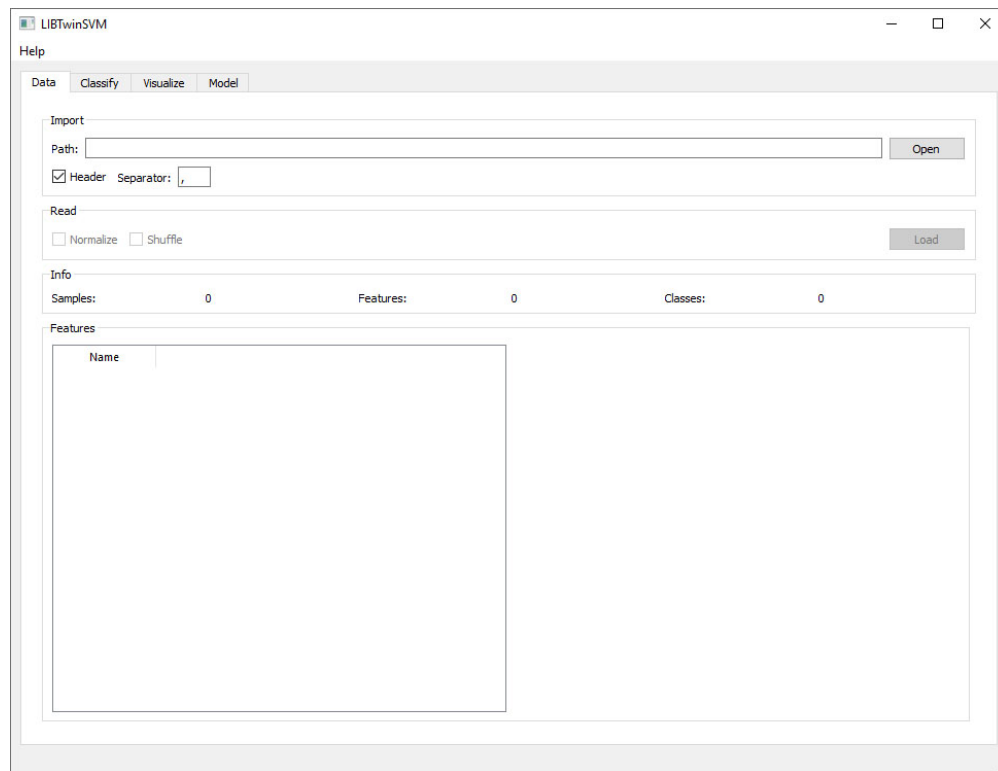 LIBTwinSVM
Help
Data Classify Visualize Model
Import
Path: Open
Header Separator: ,
Read
Normalize Shuffle Load
Info
Samples: 0 Features: 0 Classes: 0
Features
Name